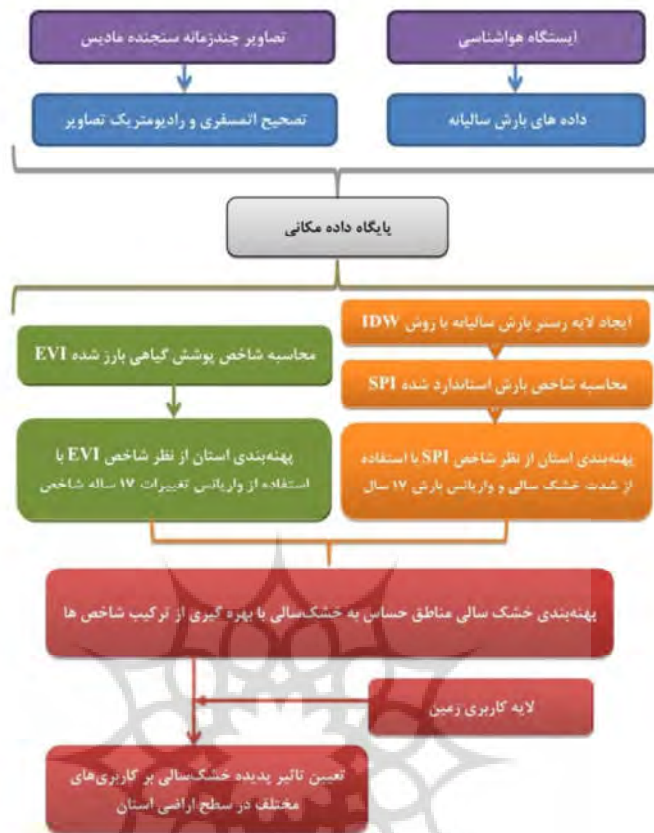 ایستگاه هواشناسی
تصاویر چندزمانه سنجنده مادیس
داده های بارش سالیانه
تصحیح اتمسفری و رادیومتریک تصاویر
پایگاه داده مکانی
ایجاد لایه رستر بارش سالیانه با روش IDW
محاسبه شاخص بارش استاندارد شده SPI
پهنه‌بندی استان از نظر شاخص SPI با استفاده
از شدت خشک سالی و واریانس بارش ۱۷ سال
محاسبه شاخص پوشش گیاهی بارز شده EVI
پهنه‌بندی استان از نظر شاخص EVI با
استفاده از واریانس تغییرات ۱۷ ساله شاخص
پهنه‌بندی خشک سالی مناطق حساس به خشک‌سالی با بهره گیری از ترکیب شاخص ها
لایه کاربری زمین
تعیین تاثیر پدیده خشک‌سالی بر کاربری‌های
مختلف در سطح اراضی استان